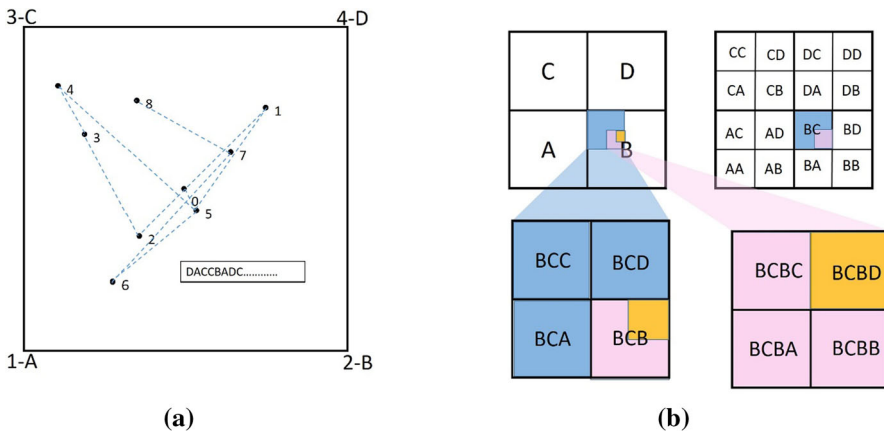 3-C 4-D
4
8
1
3
7
0
5
2
DACCBADC............
6
1-A 2-B
(a)
C D
A B
CC CD DC DD
CA CB DA DB
AC AD BC BD
AA AB BA BB
BCC BCD
BCA BCB
BCBC BCBD
BCBA BCBB
(b)